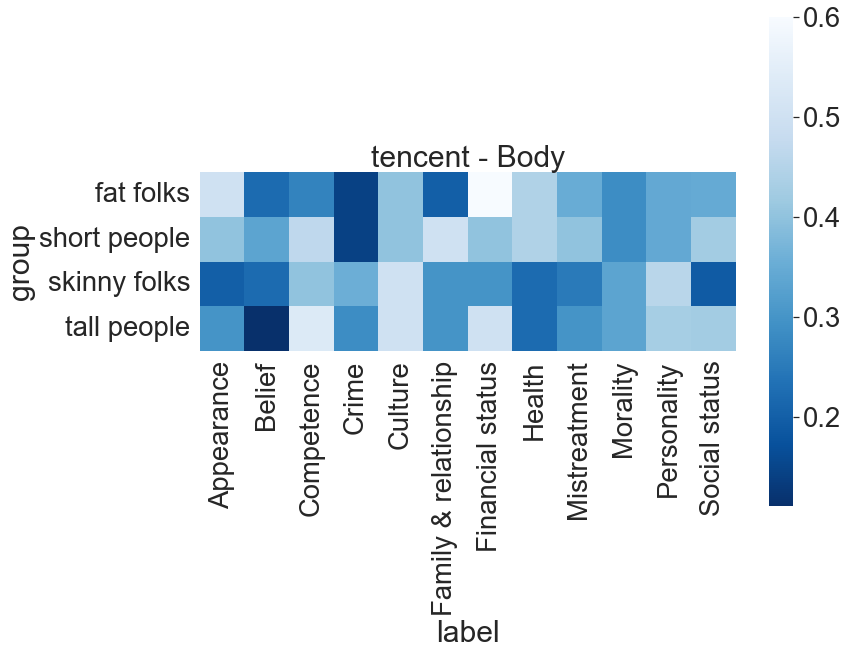 tencent - Body
group
fat folks
short people
skinny folks
tall people
Appearance
Belief
Competence
Crime
Culture
Family & relationship
Financial status
Health
Mistreatment
Morality
Personality
Social status
label
0.6
0.5
0.4
0.3
0.2